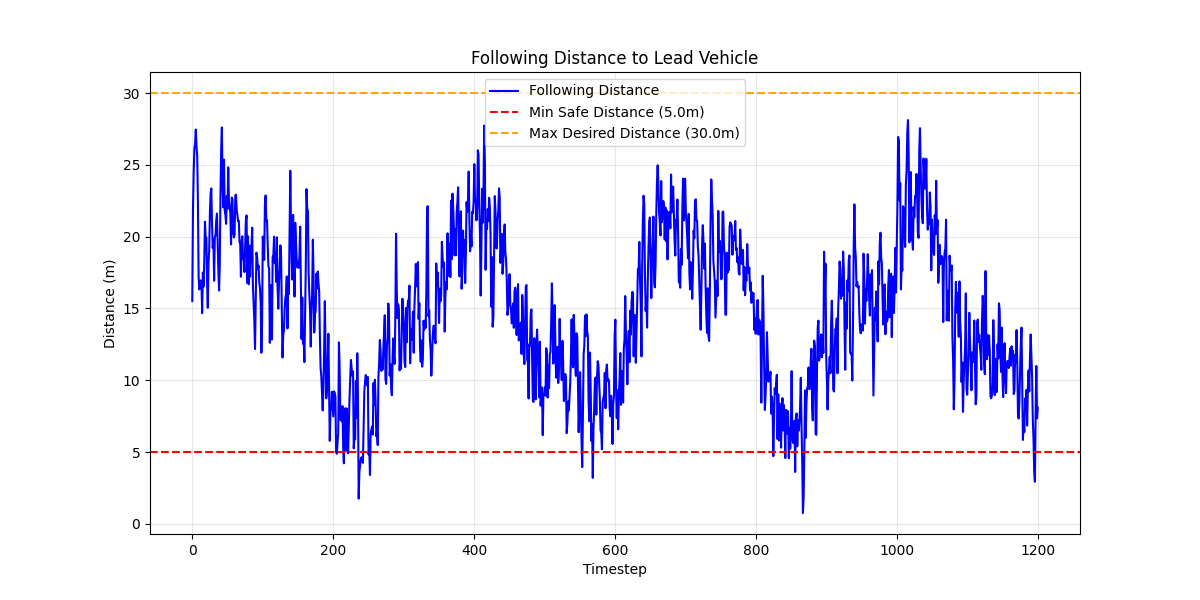 Following Distance to Lead Vehicle
Following Distance
Min Safe Distance (5.0m)
Max Desired Distance (30.0m)
Distance (m)
30
25
20
15
10
5
0
0 200 400 600 800 1000 1200
Timestep